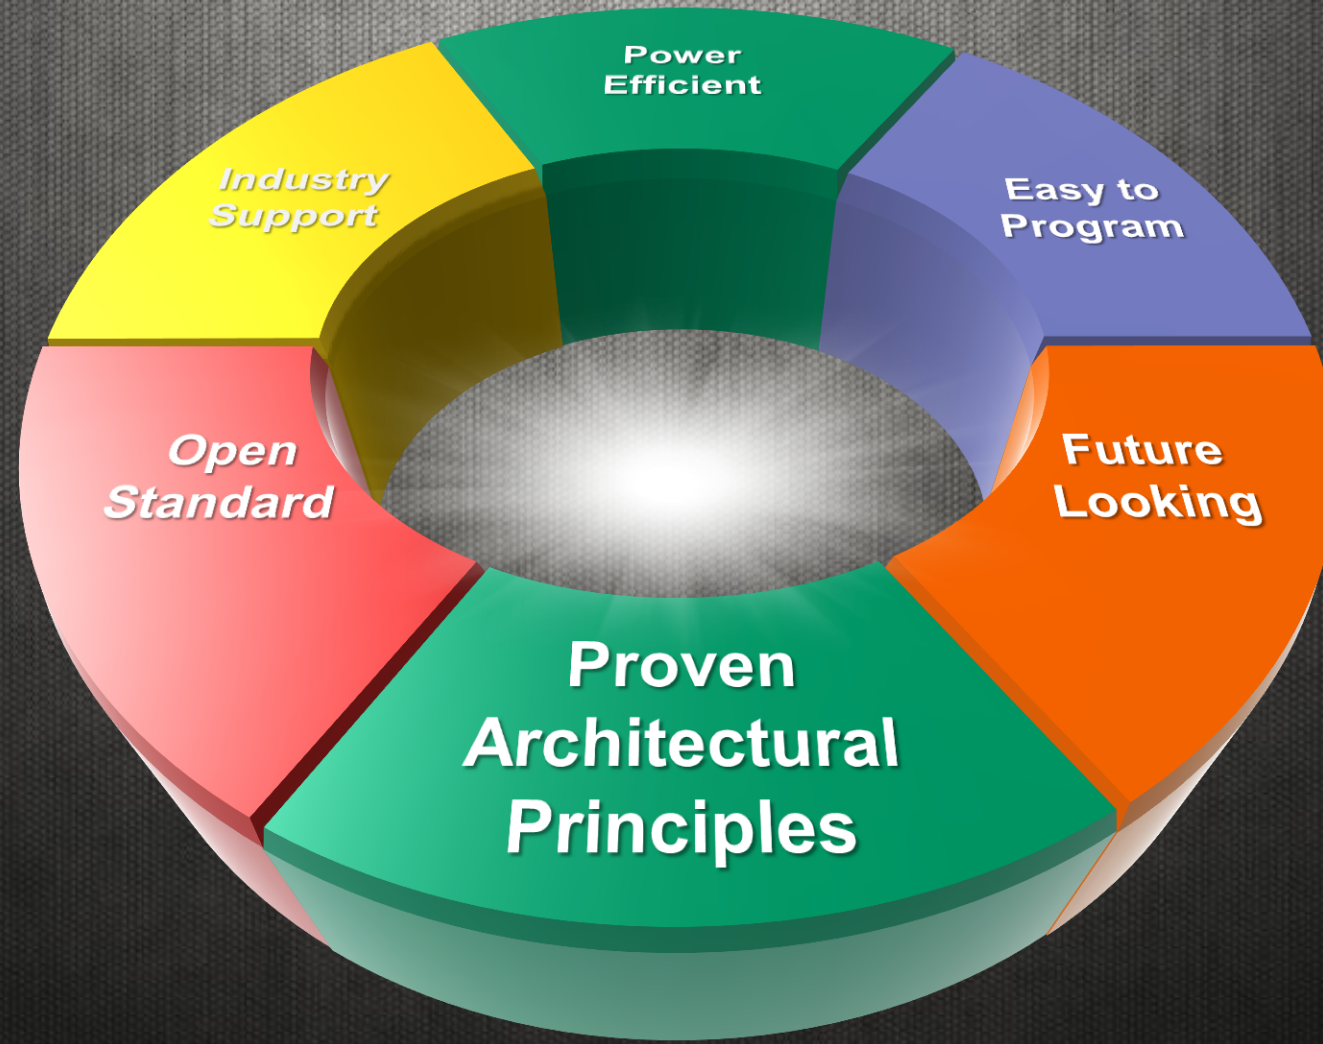 Power
Efficient
Industry
Support
Easy to
Program
Open
Standard
Future
Looking
Proven
Architectural
Principles